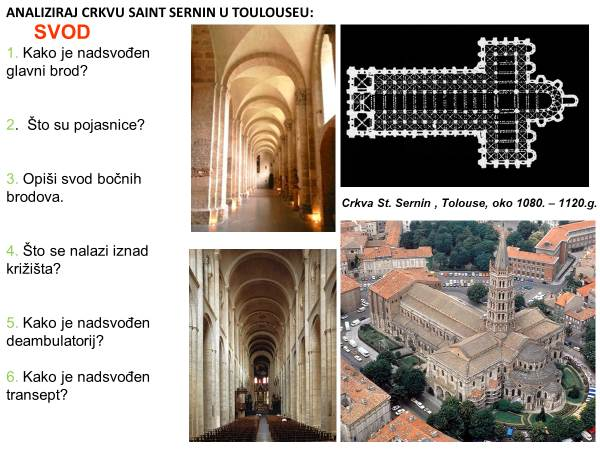 ANALIZIRAJ CRKVU SAINT SERNIN U TOULOUSEU:
SVOD
1. Kako je nadsvođen
glavni brod?
2. Što su pojasnice?
3. Opiši svod bočnih
brodova.
4. Što se nalazi iznad
križišta?
5. Kako je nadsvođen
deambulatorij?
6. Kako je nadsvođen
transept?
Crkva St. Sernin , Tolouse, oko 1080. – 1120.g.